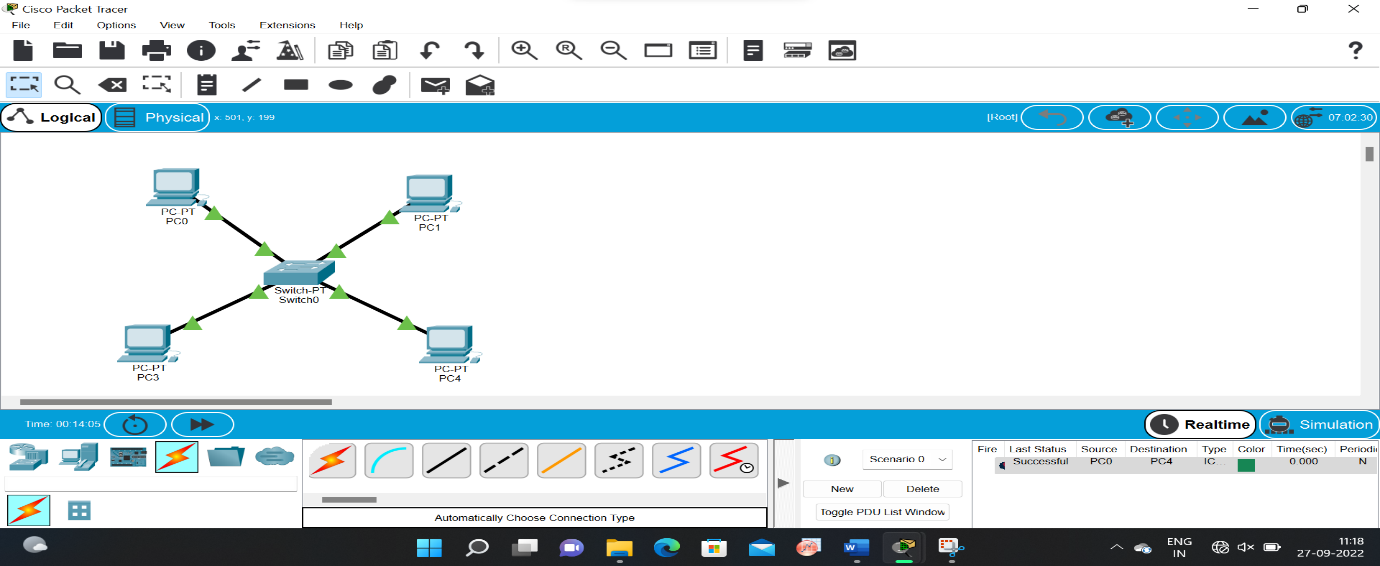 Cisco Packet Tracer
File Edit Options View Tools Extensions Help
Logical Physical x: 501, y: 199 [Root] 07:02:30
PC-PT
PC0
PC-PT
PC1
Switch-PT
Switch0
PC-PT
PC3
PC-PT
PC4
Time: 00:14:05 Realtime Simulation
Fire Last Status Source Destination Type Color Time(sec) Periodi
Successful PC0 PC4 IC... 0.000 N
Scenario 0
New Delete
Toggle PDU List Window
Automatically Choose Connection Type
ENG
IN
11:18
27-09-2022